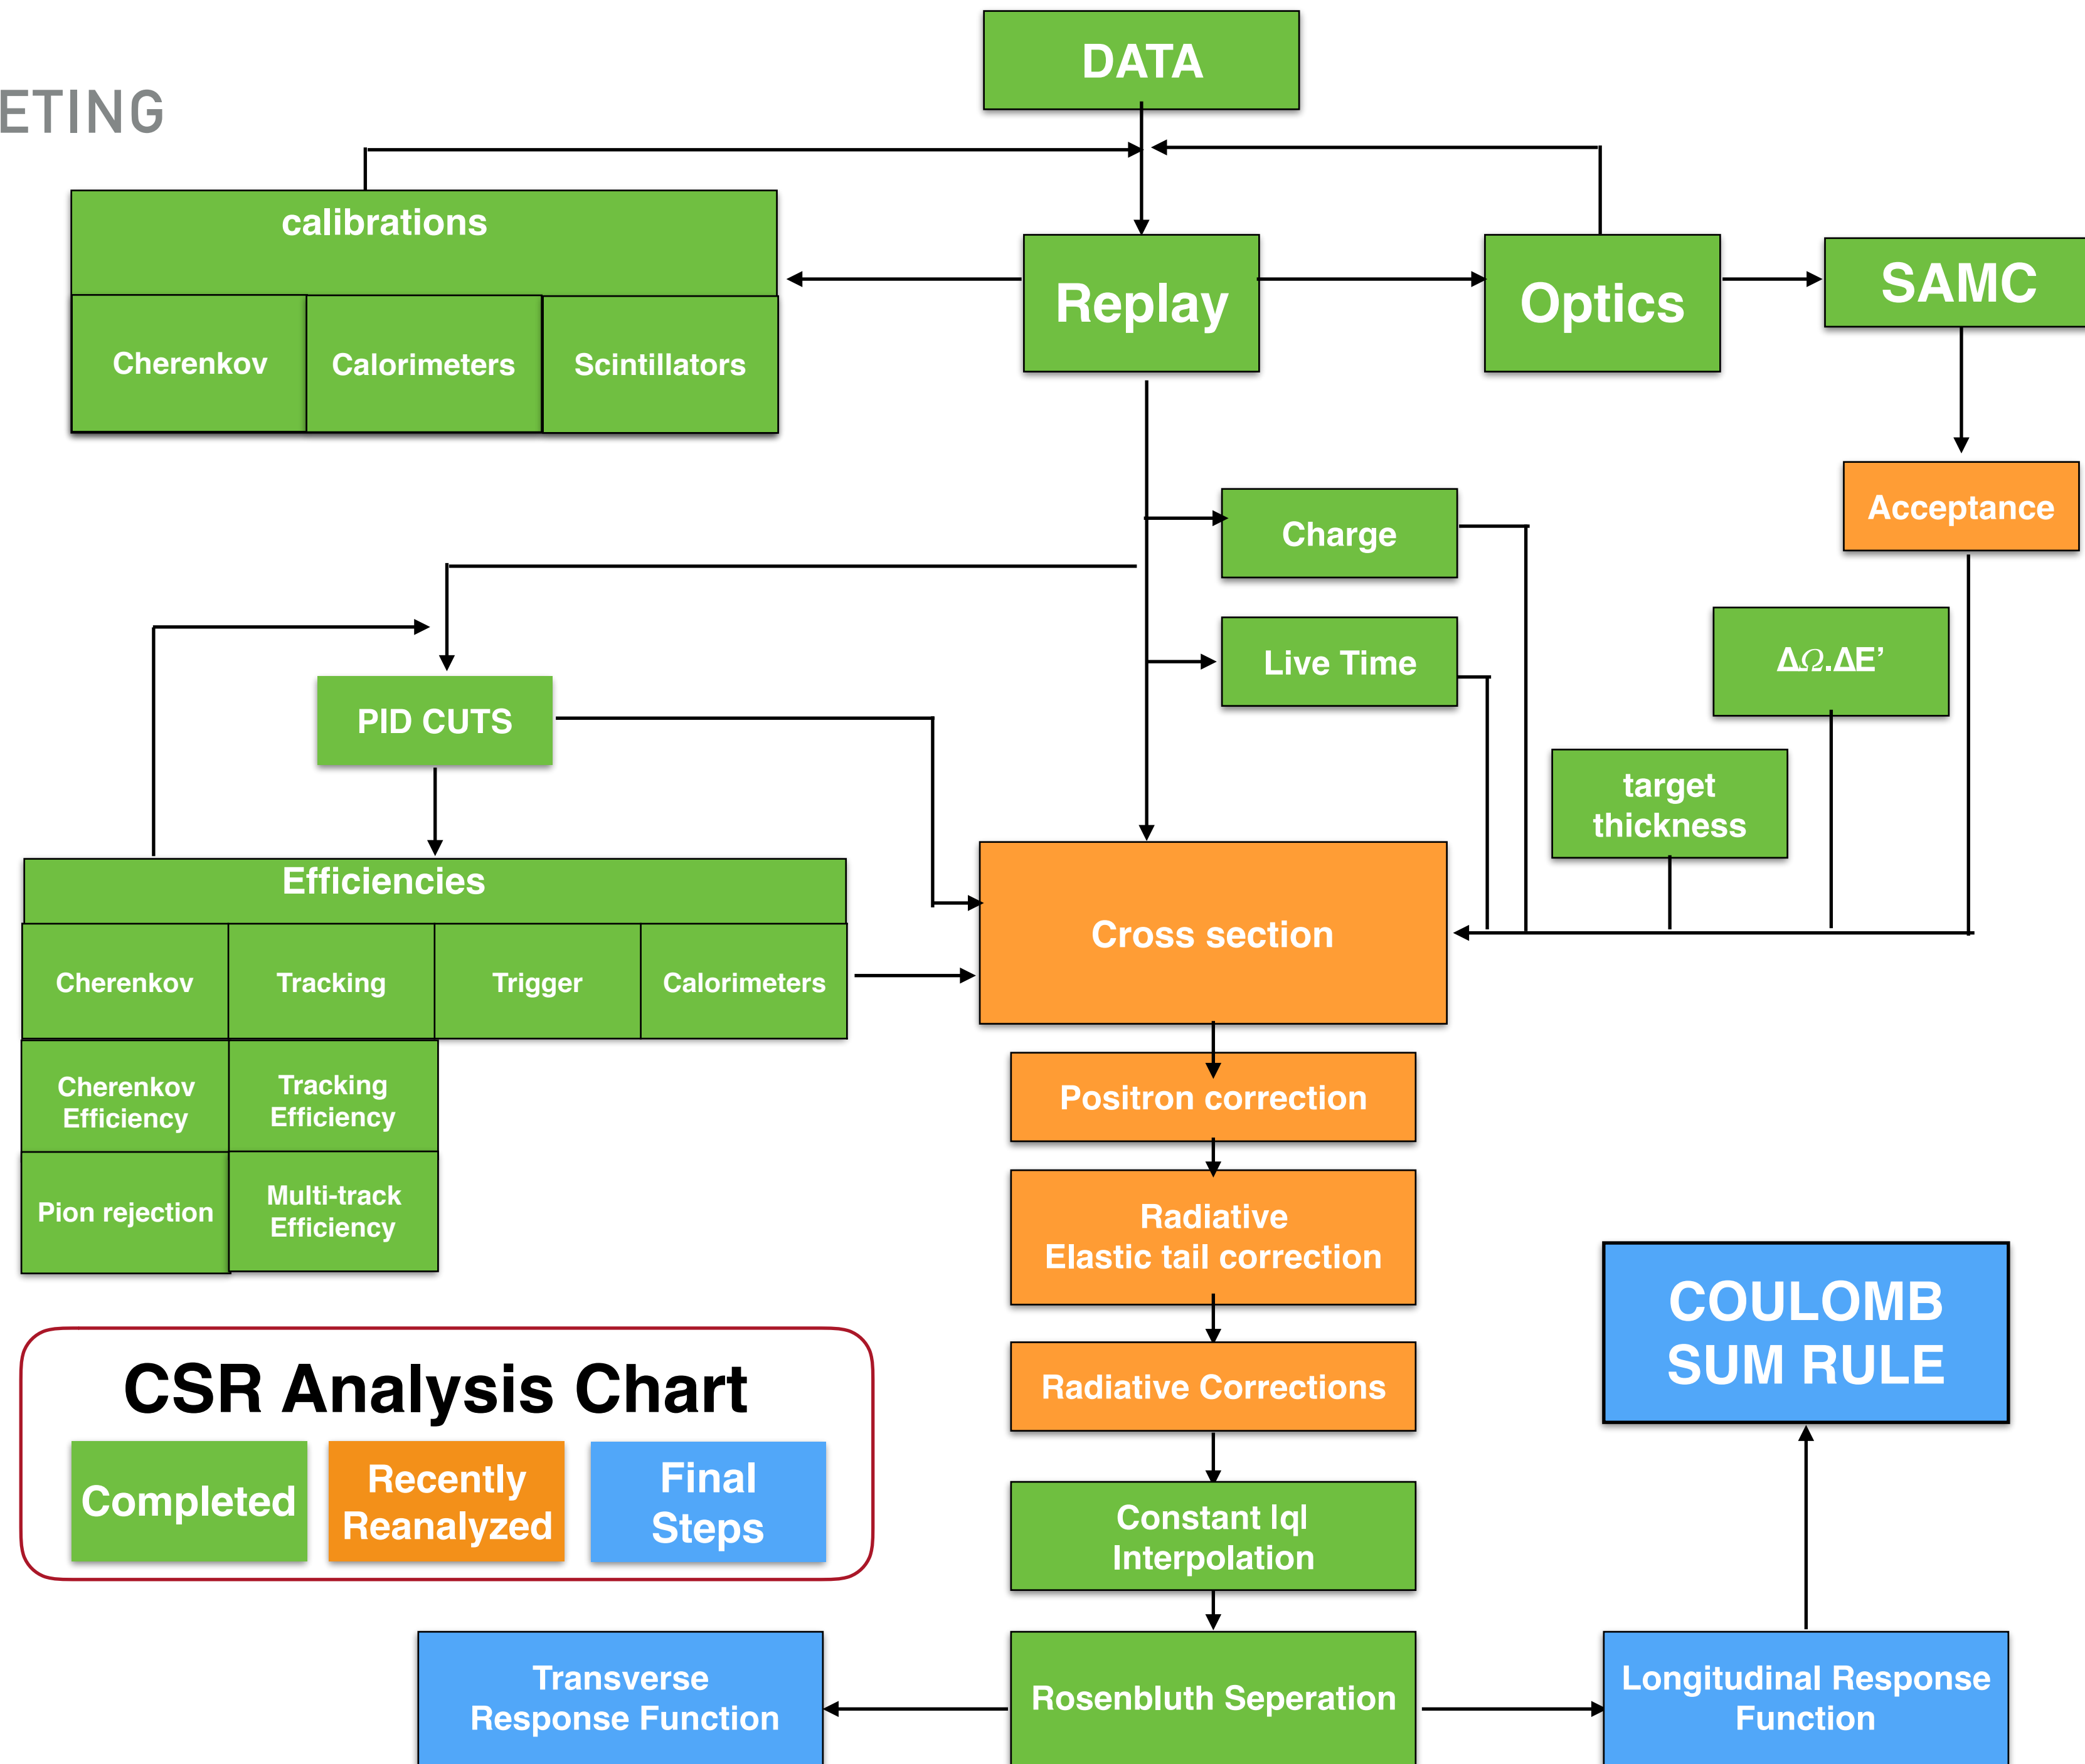 DATA
ETING
calibrations
Cherenkov
Calorimeters
Scintillators
Replay
Optics
SAMC
Acceptance
Charge
Live Time
ΔΩ.ΔE’
target
thickness
PID CUTS
Efficiencies
Cherenkov
Tracking
Trigger
Calorimeters
Cherenkov
Efficiency
Tracking
Efficiency
Pion rejection
Multi-track
Efficiency
Cross section
Positron correction
Radiative
Elastic tail correction
Radiative Corrections
Constant lql
Interpolation
Rosenbluth Seperation
Transverse
Response Function
Longitudinal Response
Function
COULOMB
SUM RULE
CSR Analysis Chart
Completed
Recently
Reanalyzed
Final
Steps